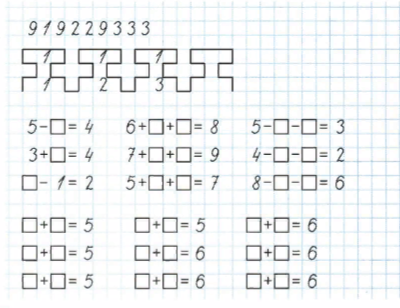 919229333
1 1 1
1 2 3
5-□=4 6+□+□=8 5-□-□=3
3+□=4 7+□+□=9 4-□-□=2
□-1=2 5+□+□=7 8-□-□=6
□+□=5 □+□=5 □+□=6
□+□=5 □+□=6 □+□=6
□+□=5 □+□=6 □+□=6